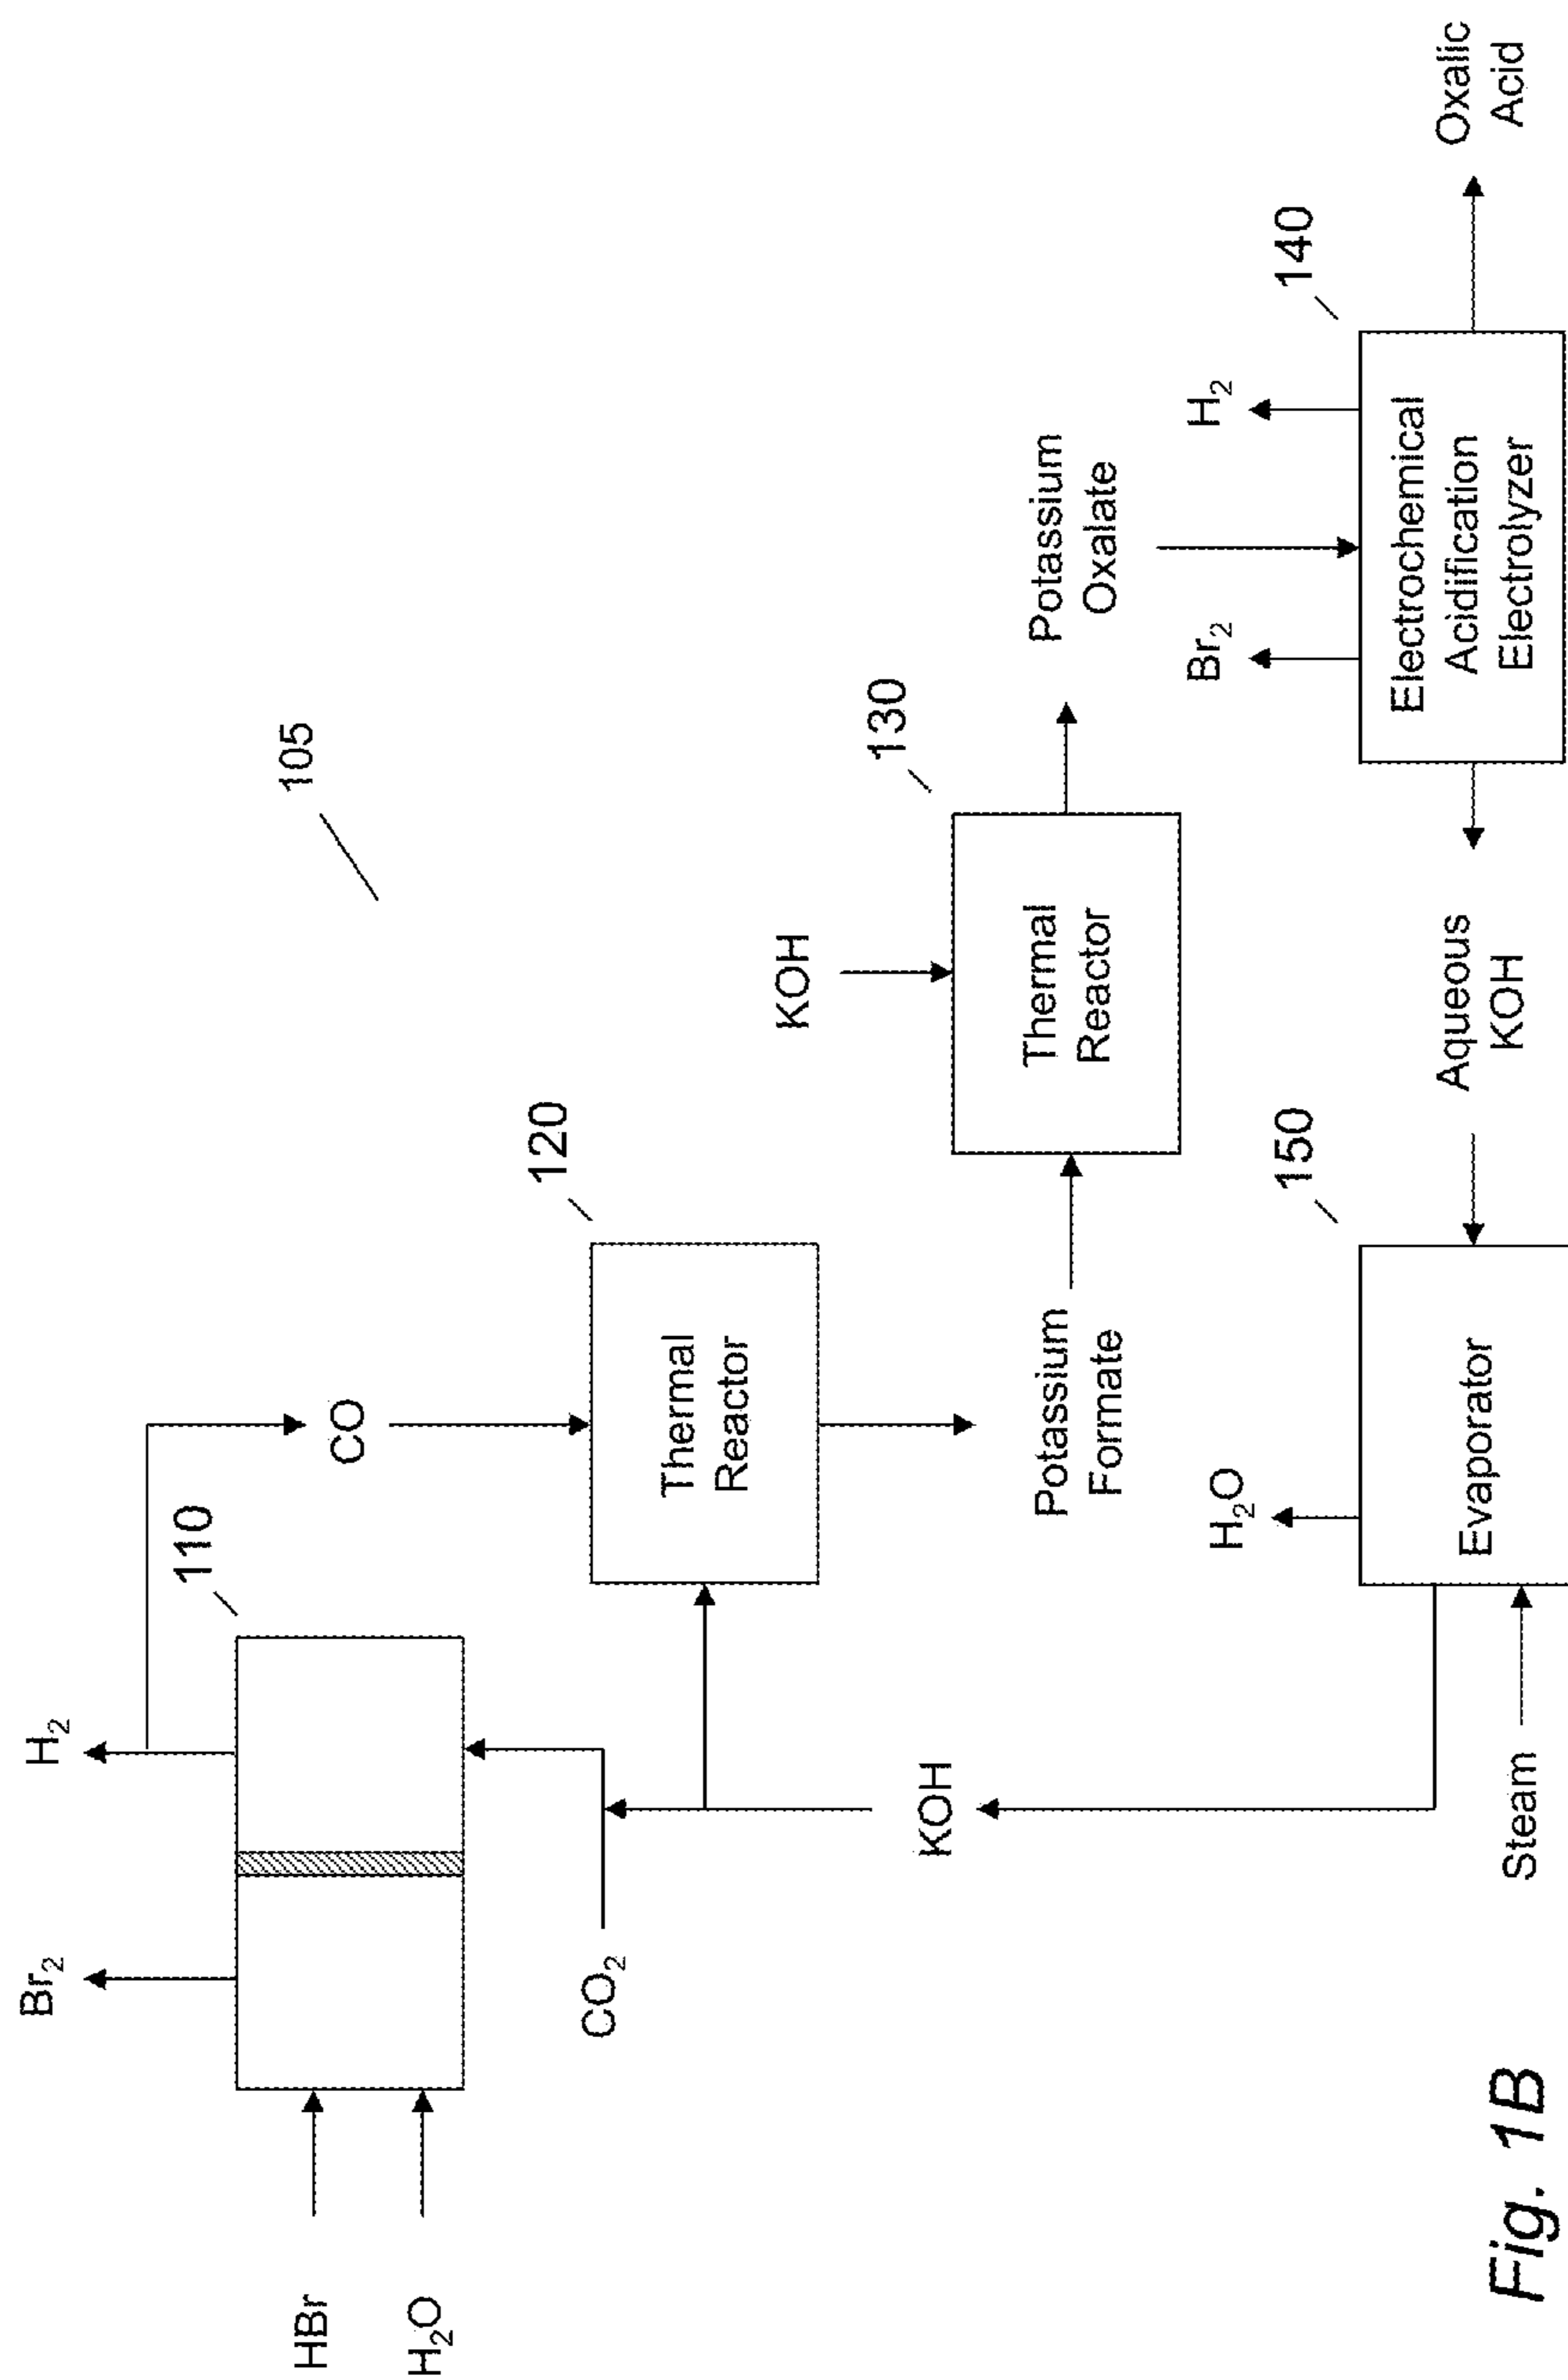 Br₂
H₂
110
105
HBr
H₂O
CO
120
Thermal
Reactor
CO₂
KOH
KOH
130
Thermal
Reactor
Potassium
Formate
Potassium
Oxalate
Br₂
H₂
140
Electrochemical
Acidification
Electrolyzer
Oxalic
Acid
Aqueous
KOH
150
Evaporator
H₂O
Steam
Fig. 1B